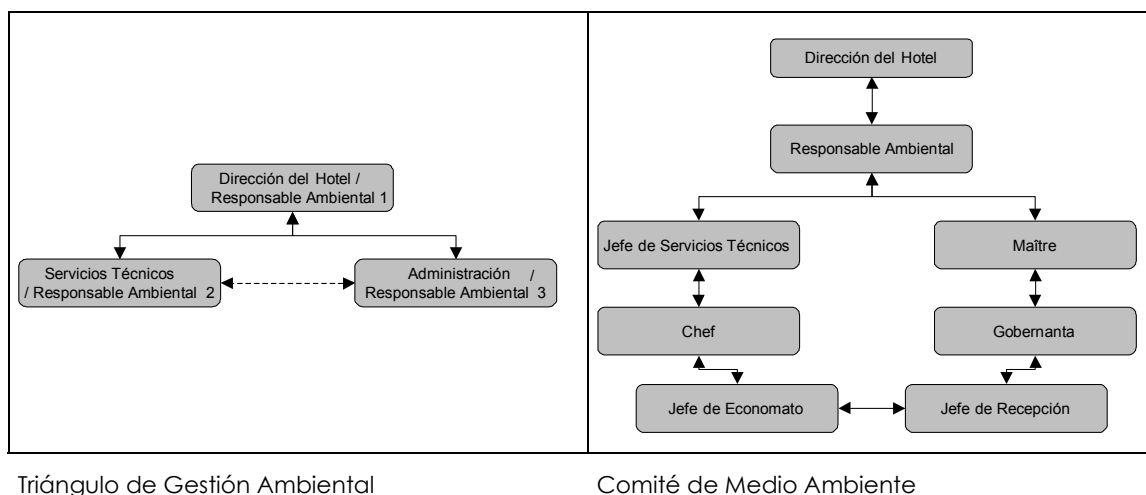 Dirección del Hotel /
Responsable Ambiental 1
Servicios Técnicos
/ Responsable Ambiental 2
Administración /
Responsable Ambiental 3
Dirección del Hotel
Responsable Ambiental
Jefe de Servicios Técnicos
Maître
Chef
Gobernanta
Jefe de Economato
Jefe de Recepción
Triángulo de Gestión Ambiental
Comité de Medio Ambiente